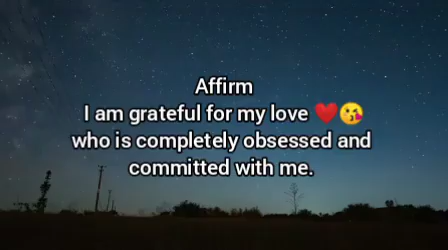 Affirm
I am grateful for my love ❤️😘
who is completely obsessed and
committed with me.